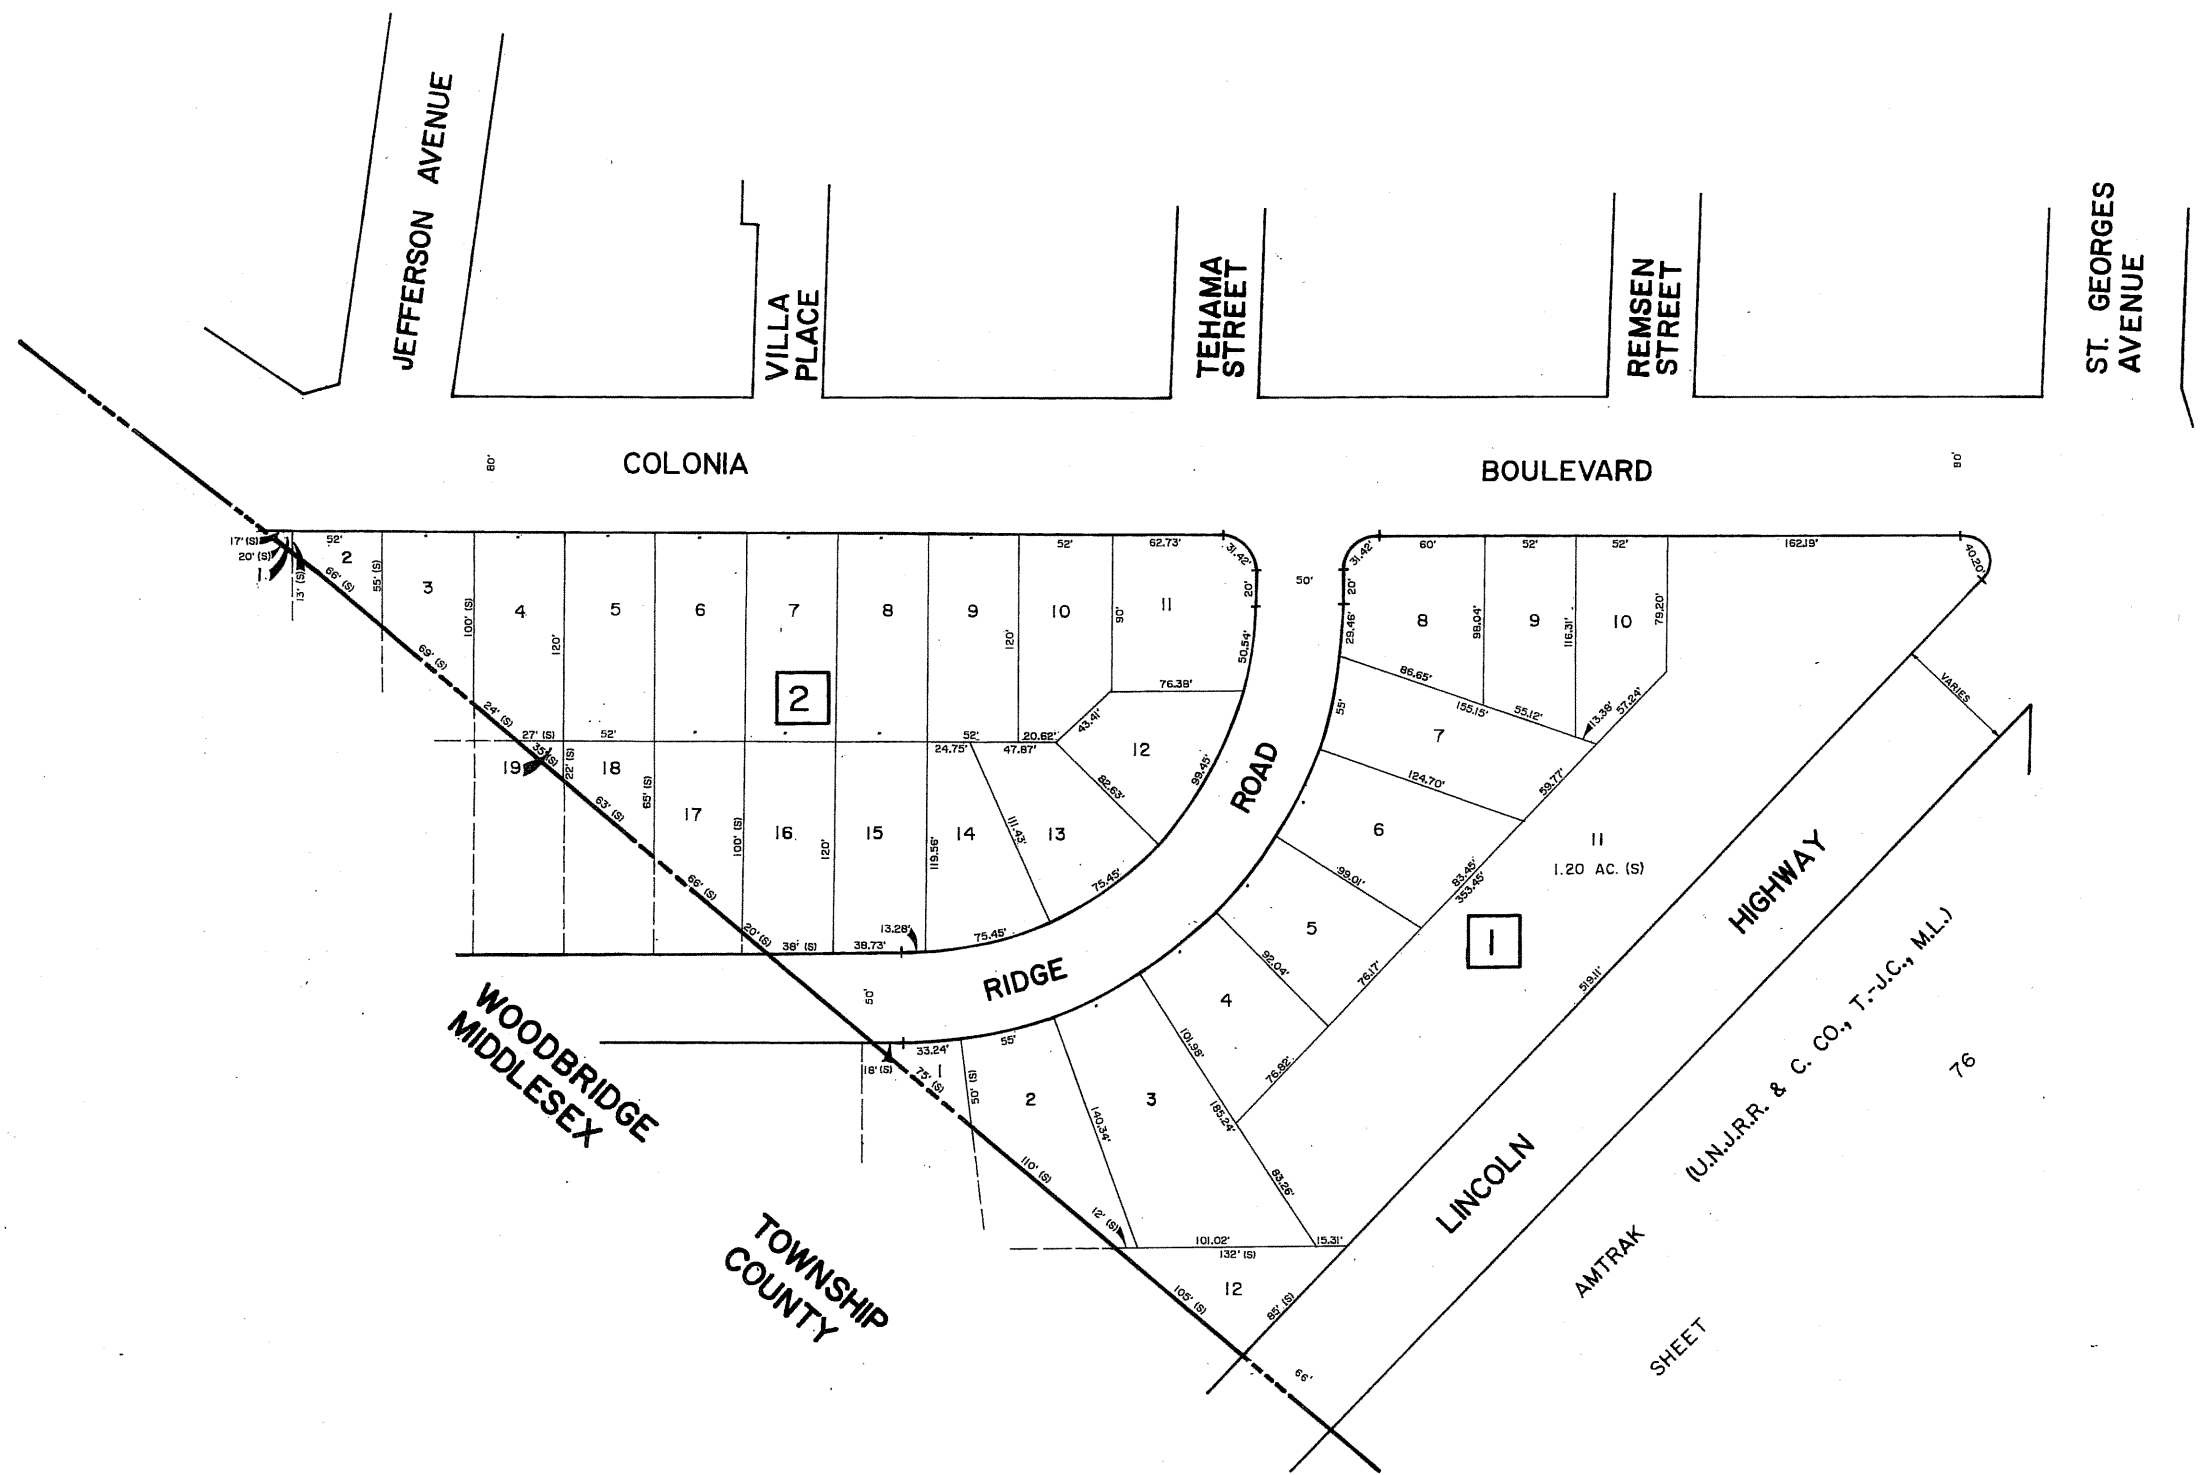 JEFFERSON AVENUE
VILLA
PLACE
TEHAMA
STREET
REMSEN
STREET
ST. GEORGES
AVENUE
80'
COLONIA
BOULEVARD
80'
17' (S)
20' (S)
1
13' (S)
52'
2
66' (S)
55' (S)
3
69' (S)
100' (S)
4
120'
24' (S)
27' (S)
35' (S)
19
22' (S)
5
52'
18
63' (S)
65' (S)
6
17
66' (S)
100' (S)
7
2
16
120'
20' (S)
38' (S)
8
15
38.73'
13.28'
9
52'
24.75'
47.87'
20.62'
119.56'
14
111.43'
13
75.45'
75.45'
120'
52'
10
90'
62.73'
11
31.42'
20'
50.54'
76.38'
43.41'
12
82.63'
99.45'
50'
RIDGE
ROAD
50'
31.42'
20'
29.46'
60'
8
98.04'
52'
9
116.31'
52'
10
79.20'
162.19'
40.20'
86.65'
155.15'
55.12'
13.38'
57.24'
55'
7
59.77'
124.70'
6
83.45'
353.45'
99.01'
5
76.17'
92.04'
4
76.82'
101.98'
185.24'
83.26'
3
140.34'
2
55'
33.24'
1
50' (S)
18' (S)
75' (S)
110' (S)
12' (S)
101.02'
15.31'
132' (S)
12
105' (S)
85' (S)
66'
11
1.20 AC. (S)
1
519.11'
VARIES
LINCOLN
HIGHWAY
WOODBRIDGE
MIDDLESEX
TOWNSHIP
COUNTY
AMTRAK
(U.N.J.R.R. & C. CO., T.-J.C., M.L.)
SHEET
76